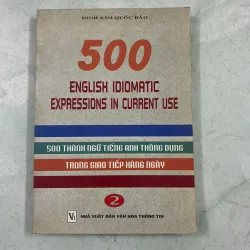 ĐINH KIM QUỐC BẢO
500
ENGLISH IDIOMATIC
EXPRESSIONS IN CURRENT USE
500 THÀNH NGỮ TIẾNG ANH THÔNG DỤNG
TRONG GIAO TIẾP HÀNG NGÀY
2
NHÀ XUẤT BẢN VĂN HÓA THÔNG TIN